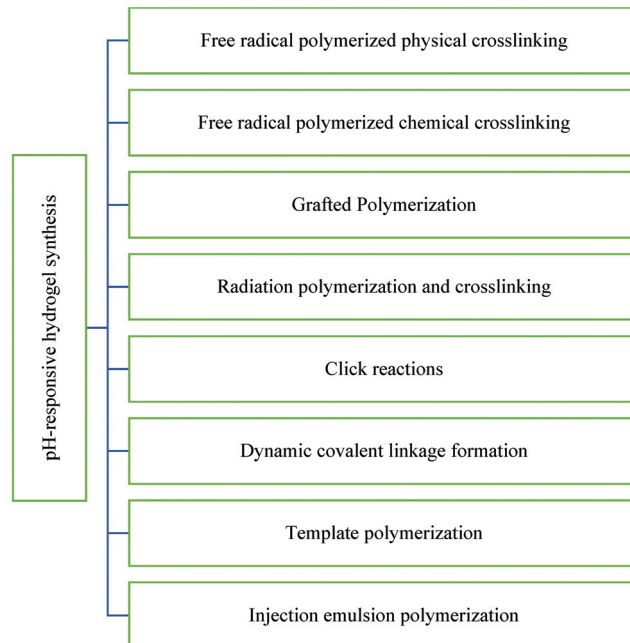 pH-responsive hydrogel synthesis
Free radical polymerized physical crosslinking
Free radical polymerized chemical crosslinking
Grafted Polymerization
Radiation polymerization and crosslinking
Click reactions
Dynamic covalent linkage formation
Template polymerization
Injection emulsion polymerization